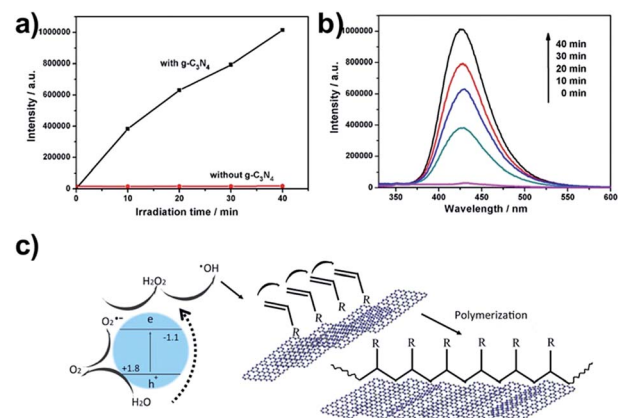 a)
1000000
800000
600000
400000
200000
0
Intensity / a.u.
with g-C3N4
without g-C3N4
0 10 20 30 40
Irradiation time / min
b)
1000000
800000
600000
400000
200000
0
Intensity / a.u.
40 min
30 min
20 min
10 min
0 min
350 400 450 500 550 600
Wavelength / nm
c)
H2O2
•OH
O2•−
e
-1.1
O2
+1.8
h+
H2O
R R R R
Polymerization
R R R R R R